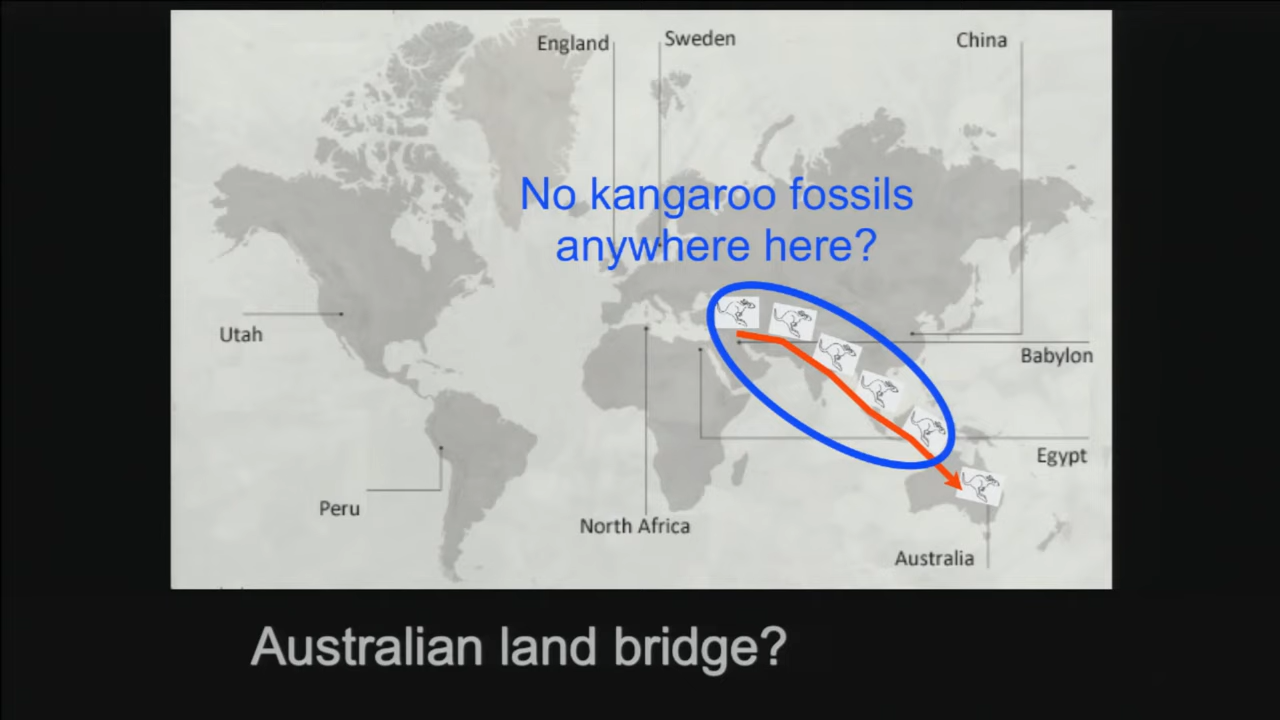 England
Sweden
China
No kangaroo fossils
anywhere here?
Utah
Babylon
Egypt
Peru
North Africa
Australia
Australian land bridge?